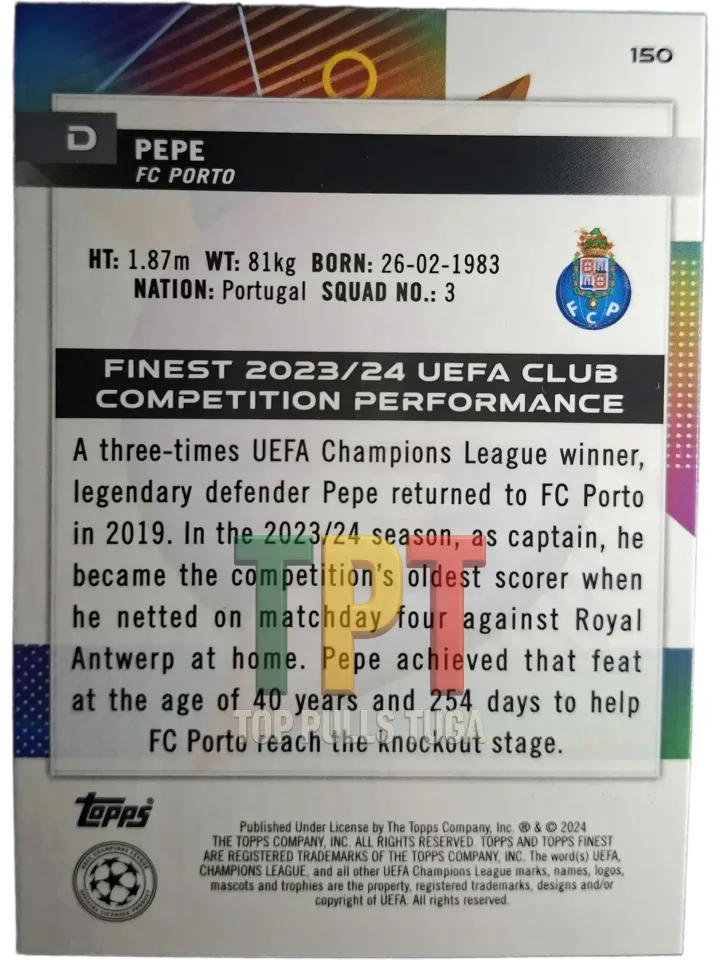 150
D
PEPE
FC PORTO
HT: 1.87m WT: 81kg BORN: 26-02-1983
NATION: Portugal SQUAD NO.: 3
FCP
FINEST 2023/24 UEFA CLUB
COMPETITION PERFORMANCE
A three-times UEFA Champions League winner,
legendary defender Pepe returned to FC Porto
in 2019. In the 2023/24 season, as captain, he
became the competition's oldest scorer when
he netted on matchday four against Royal
Antwerp at home. Pepe achieved that feat
at the age of 40 years and 254 days to help
FC Porto reach the knockout stage.
TPT
TOP PULLS TUGA
Topps
Published Under License by The Topps Company, Inc. ® & © 2024
THE TOPPS COMPANY, INC. ALL RIGHTS RESERVED. TOPPS AND TOPPS FINEST
ARE REGISTERED TRADEMARKS OF THE TOPPS COMPANY, INC. The word(s) UEFA,
CHAMPIONS LEAGUE, and all other UEFA Champions League marks, names, logos,
mascots and trophies are the property, registered trademarks, designs and/or
copyright of UEFA. All rights reserved.
UEFA CHAMPIONS LEAGUE
OFFICIAL LICENSED PRODUCT